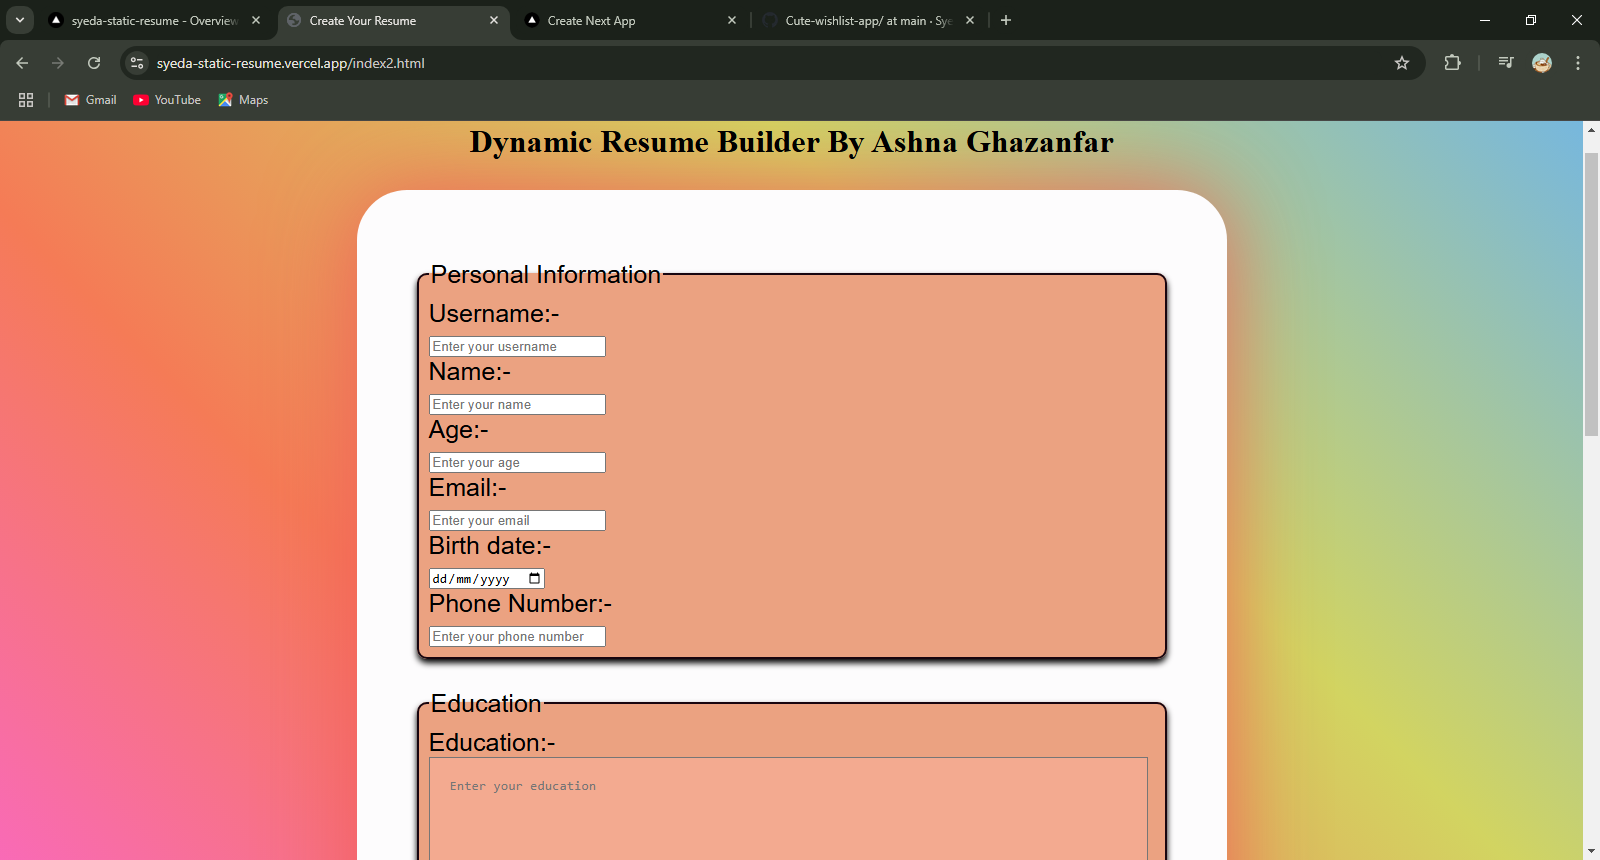 syeda-static-resume - Overview
Create Your Resume
Create Next App
Cute-wishlist-app/ at main · Sye
syeda-static-resume.vercel.app/index2.html
Gmail
YouTube
Maps
Dynamic Resume Builder By Ashna Ghazanfar
Personal Information
Username:-
Enter your username
Name:-
Enter your name
Age:-
Enter your age
Email:-
Enter your email
Birth date:-
dd/mm/yyyy
Phone Number:-
Enter your phone number
Education
Education:-
Enter your education